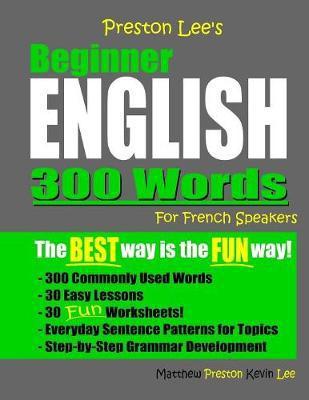 Preston Lee's
Beginner
ENGLISH
300 Words
For French Speakers
The BEST way is the FUN way!
- 300 Commonly Used Words
- 30 Easy Lessons
- 30 Fun Worksheets!
- Everyday Sentence Patterns for Topics
- Step-by-Step Grammar Development
Matthew Preston Kevin Lee